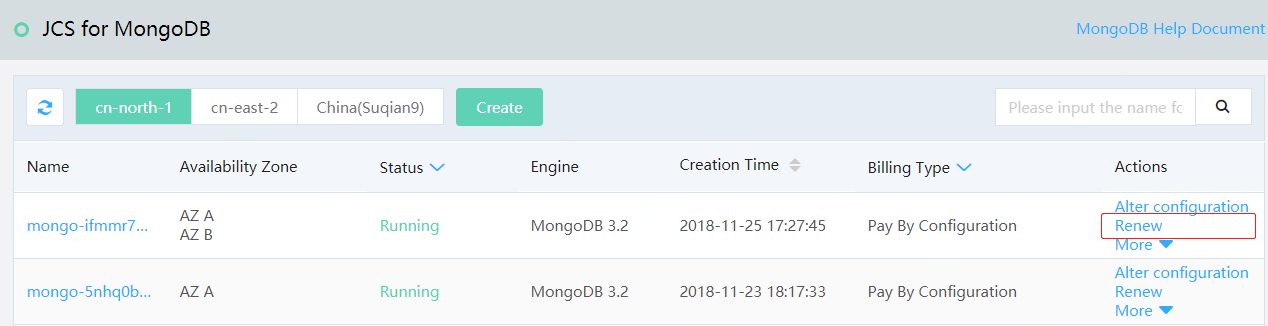 JCS for MongoDB
MongoDB Help Document
cn-north-1 cn-east-2 China(Suqian9) Create Please input the name fo
Name Availability Zone Status Engine Creation Time Billing Type Actions
mongo-ifmmr7... AZ A Running MongoDB 3.2 2018-11-25 17:27:45 Pay By Configuration Alter configuration
AZ B Renew
More
mongo-5nhq0b... AZ A Running MongoDB 3.2 2018-11-23 18:17:33 Pay By Configuration Alter configuration
Renew
More